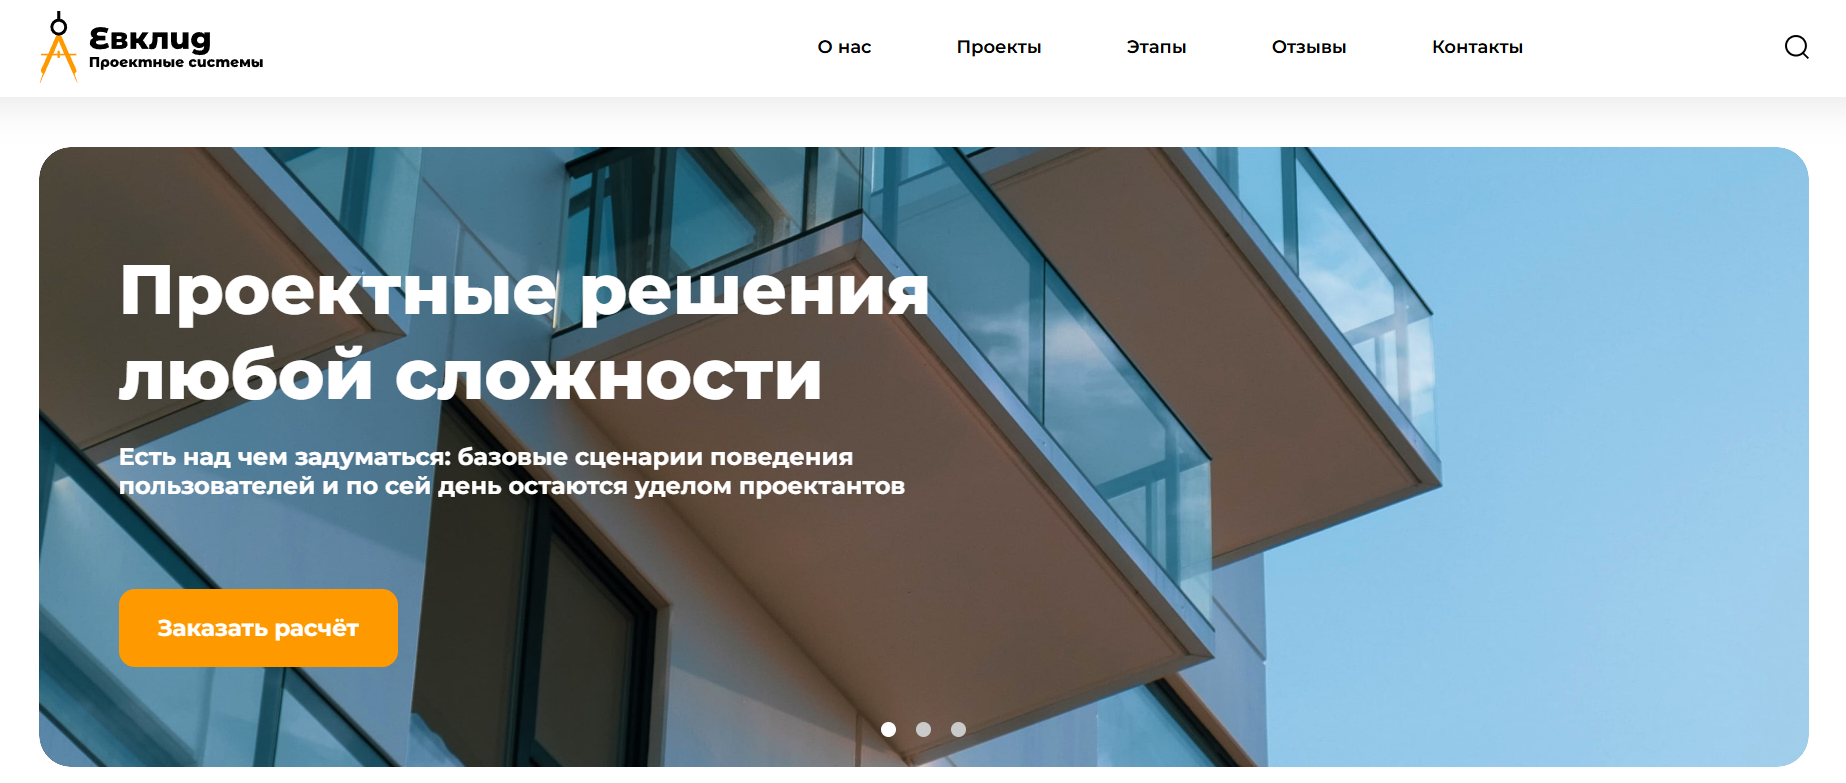 Евклид
Проектные системы
О нас
Проекты
Этапы
Отзывы
Контакты
Проектные решения
любой сложности
Есть над чем задуматься: базовые сценарии поведения
пользователей и по сей день остаются уделом проектантов
Заказать расчёт